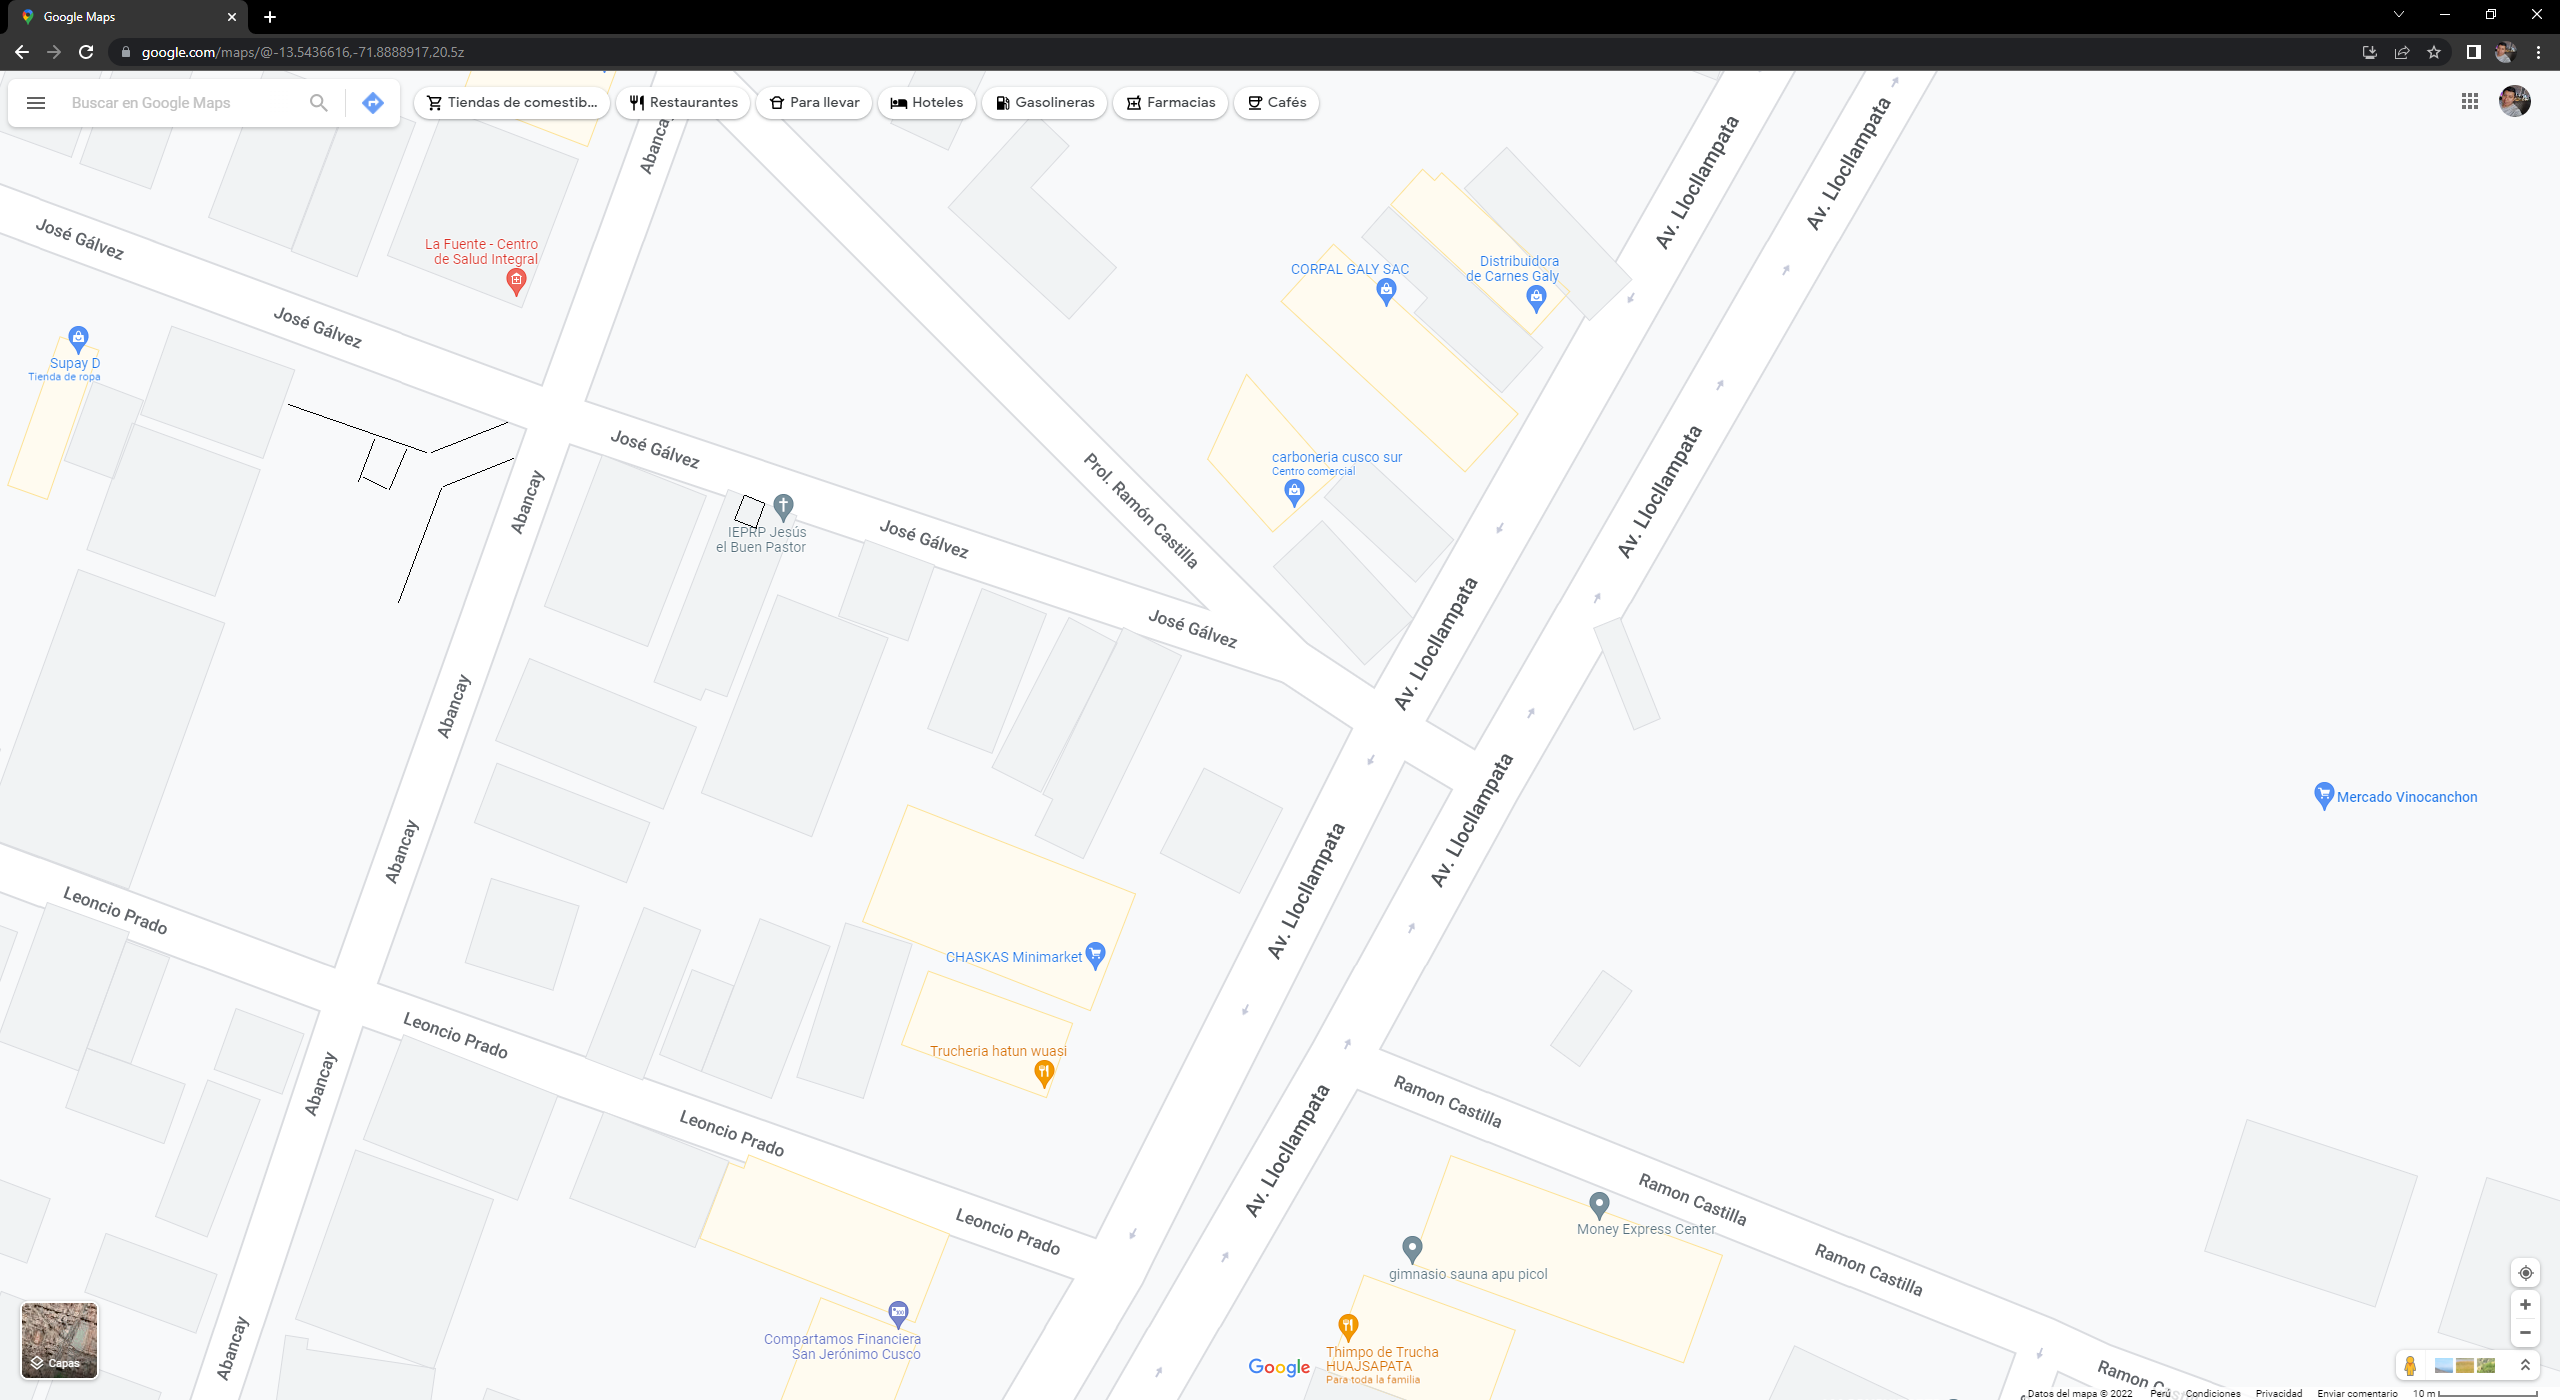 Google Maps
google.com/maps/@-13.5436616,-71.8888917,20.5z
Buscar en Google Maps
Tiendas de comestib...
Restaurantes
Para llevar
Hoteles
Gasolineras
Farmacias
Cafés
Abanca
Av. Llocllampata
Av. Llocllampata
José Gálvez
La Fuente - Centro
de Salud Integral
CORPAL GALY SAC
Distribuidora
de Carnes Galy
José Gálvez
Supay D
Tienda de ropa
José Gálvez
Abancay
carboneria cusco sur
Centro comercial
Prol. Ramón Castilla
Av. Llocllampata
IEPRP Jesús
el Buen Pastor
José Gálvez
José Gálvez
Av. Llocllampata
Abancay
Av. Llocllampata
Mercado Vinocanchon
Abancay
Av. Llocllampata
Leoncio Prado
CHASKAS Minimarket
Leoncio Prado
Trucheria hatun wuasi
Abancay
Ramon Castilla
Leoncio Prado
Av. Llocllampata
Ramon Castilla
Money Express Center
Leoncio Prado
gimnasio sauna apu picol
Ramon Castilla
Abancay
Compartamos Financiera
San Jerónimo Cusco
Thimpo de Trucha
HUAJSAPATA
Para toda la familia
Google
Capas
Ramon C
Datos del mapa © 2022
Perú
Condiciones
Privacidad
Enviar comentario
10 m